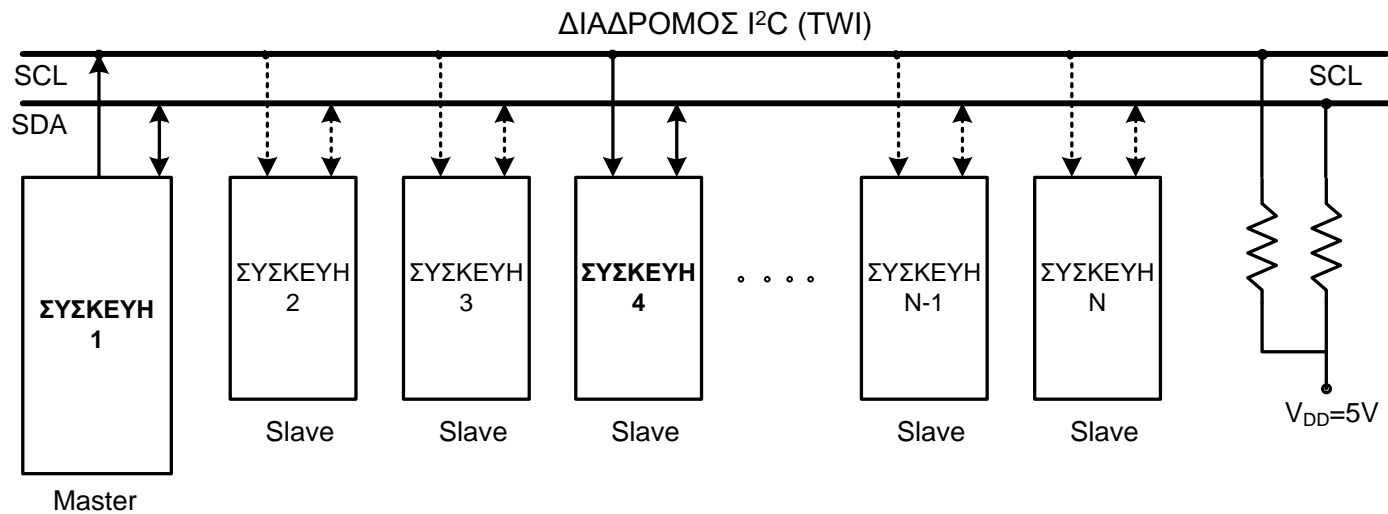 ΔΙΑΔΡΟΜΟΣ I²C (TWI)
SCL
SCL
SDA
ΣΥΣΚΕΥΗ
1
ΣΥΣΚΕΥΗ
2
ΣΥΣΚΕΥΗ
3
ΣΥΣΚΕΥΗ
4
ΣΥΣΚΕΥΗ
N-1
ΣΥΣΚΕΥΗ
N
V_DD=5V
Slave
Slave
Slave
Slave
Slave
Master